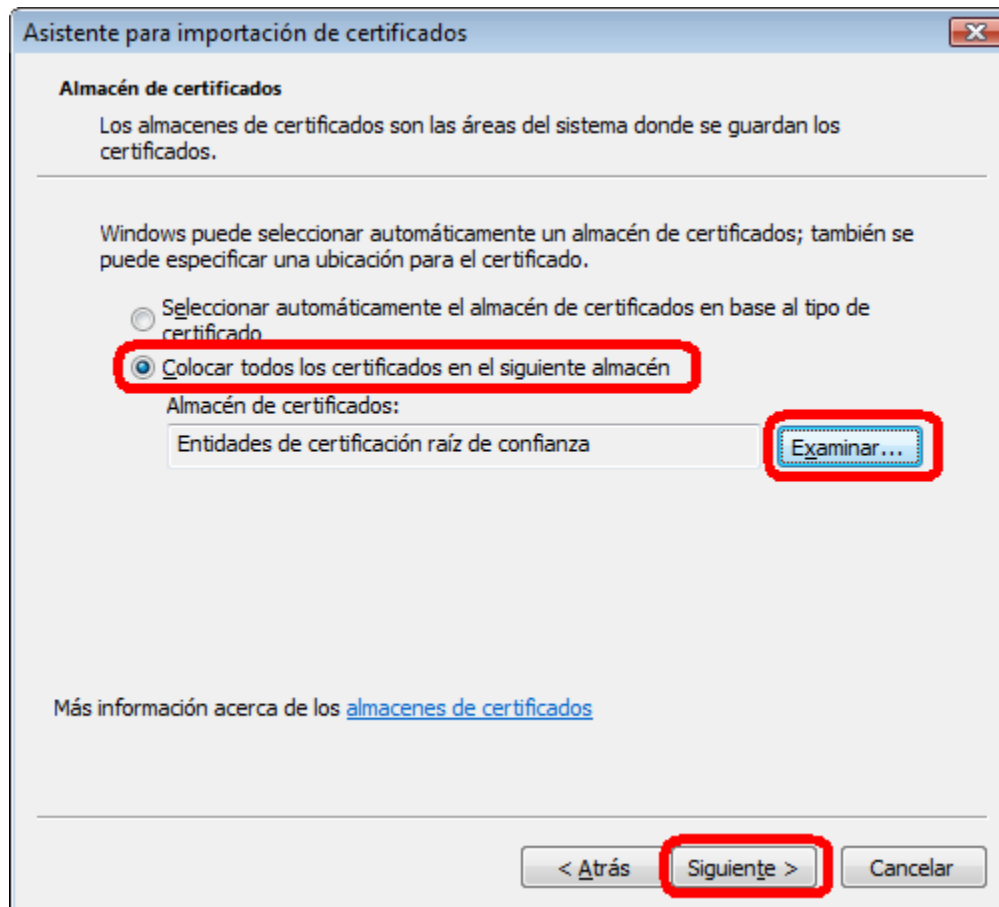 Asistente para importación de certificados
Almacén de certificados
Los almacenes de certificados son las áreas del sistema donde se guardan los
certificados.
Windows puede seleccionar automáticamente un almacén de certificados; también se
puede especificar una ubicación para el certificado.
Seleccionar automáticamente el almacén de certificados en base al tipo de
certificado
Colocar todos los certificados en el siguiente almacén
Almacén de certificados:
Entidades de certificación raíz de confianza
Examinar...
Más información acerca de los almacenes de certificados
< Atrás
Siguiente >
Cancelar